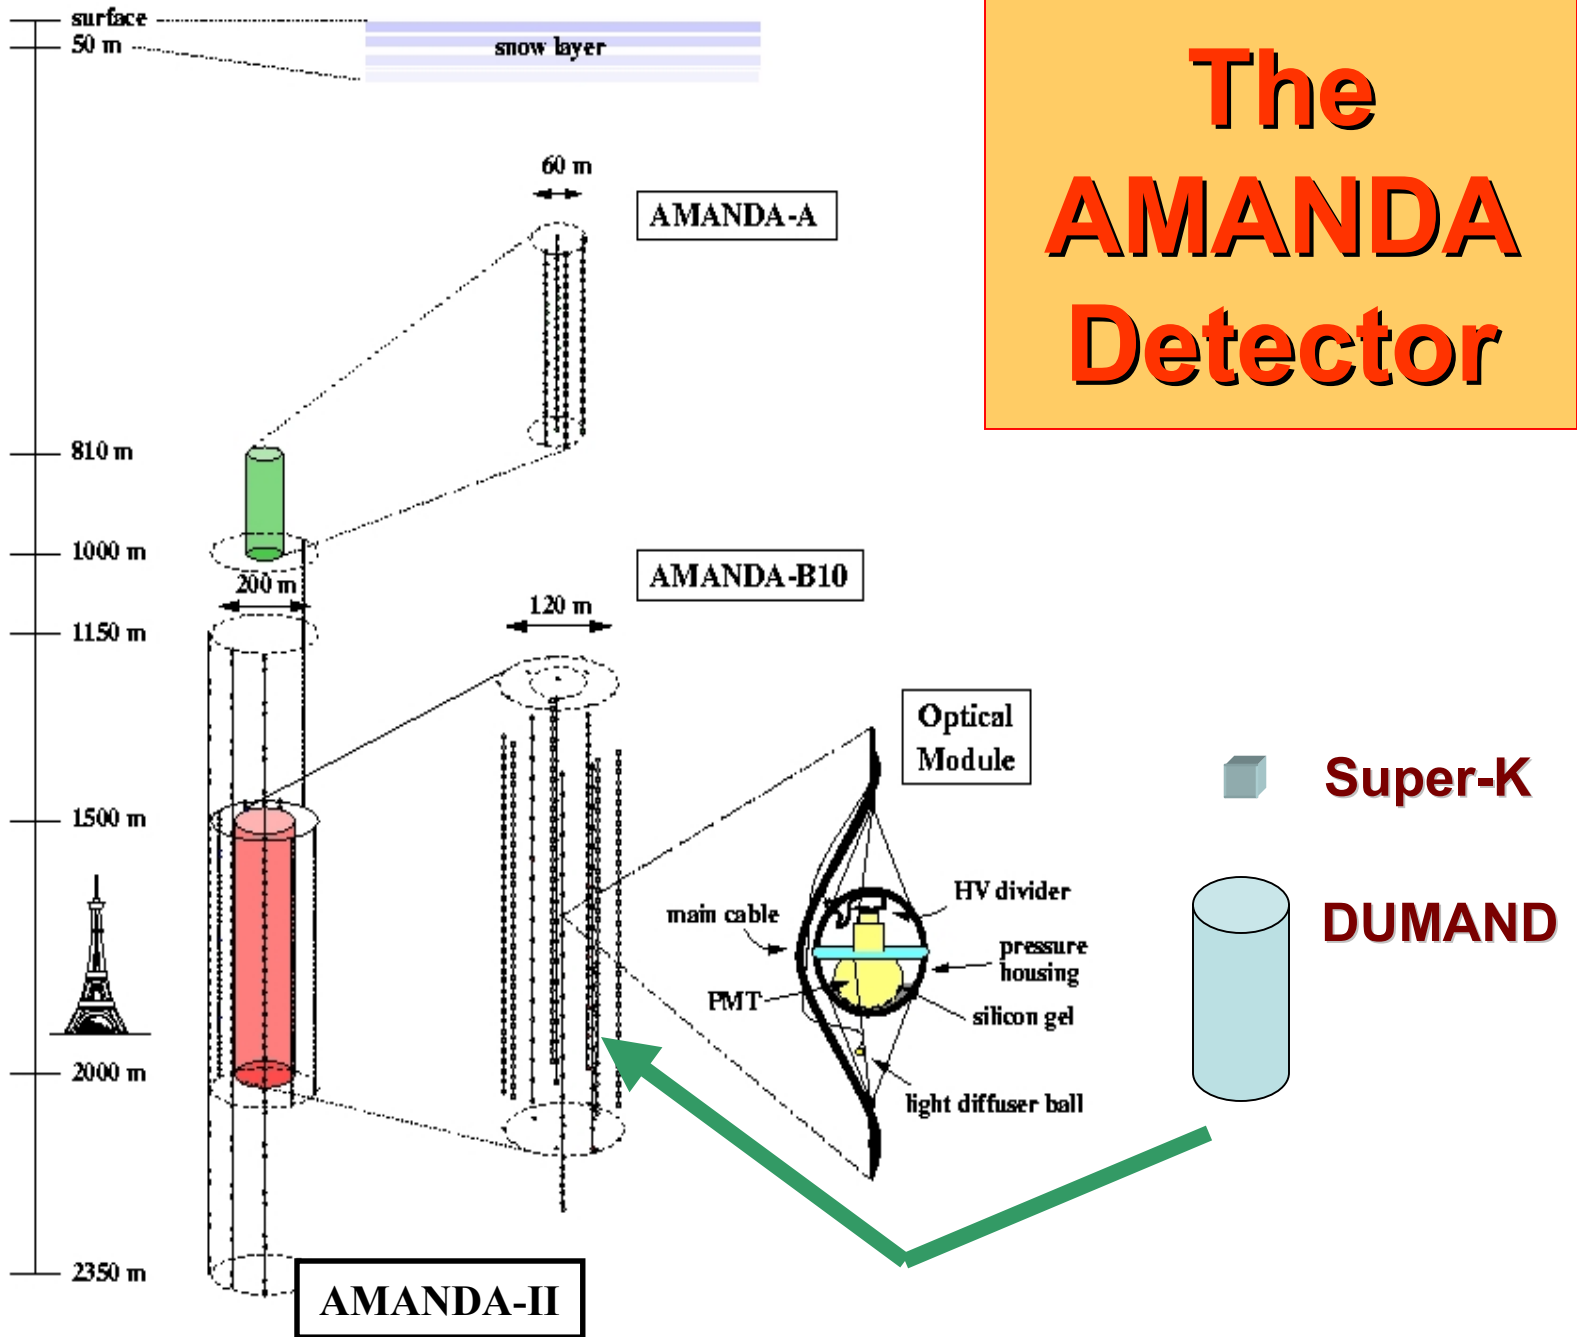 The
AMANDA
Detector
surface
50 m
snow layer
60 m
AMANDA-A
810 m
1000 m
200 m
1150 m
AMANDA-B10
120 m
1500 m
2000 m
2350 m
AMANDA-II
Optical
Module
HV divider
main cable
pressure
housing
PMT
silicon gel
light diffuser ball
Super-K
DUMAND